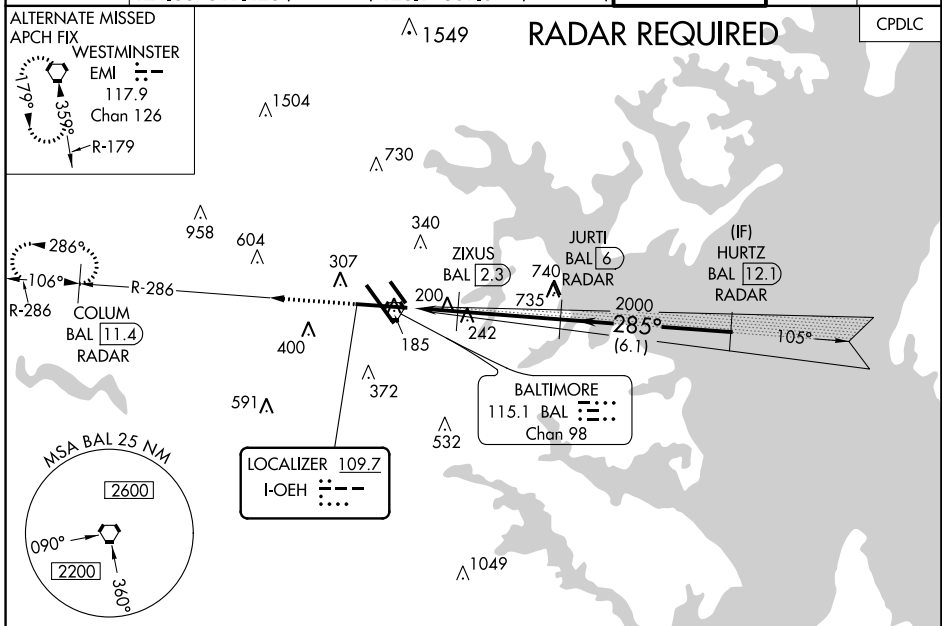 ALTERNATE MISSED
APCH FIX
WESTMINSTER
EMI
117.9
Chan 126
179°
359°
R-179
1549
RADAR REQUIRED
CPDLC
1504
730
958
604
340
307
ZIXUS
BAL 2.3
JURTI
BAL 6
RADAR
(IF)
HURTZ
BAL 12.1
RADAR
286°
106°
R-286
R-286
COLUM
BAL 11.4
RADAR
200
740
735
2000
285°
(6.1)
105°
400
185
242
372
591
532
BALTIMORE
115.1 BAL
Chan 98
LOCALIZER 109.7
I-OEH
MSA BAL 25 NM
2600
090°
2200
360°
1049